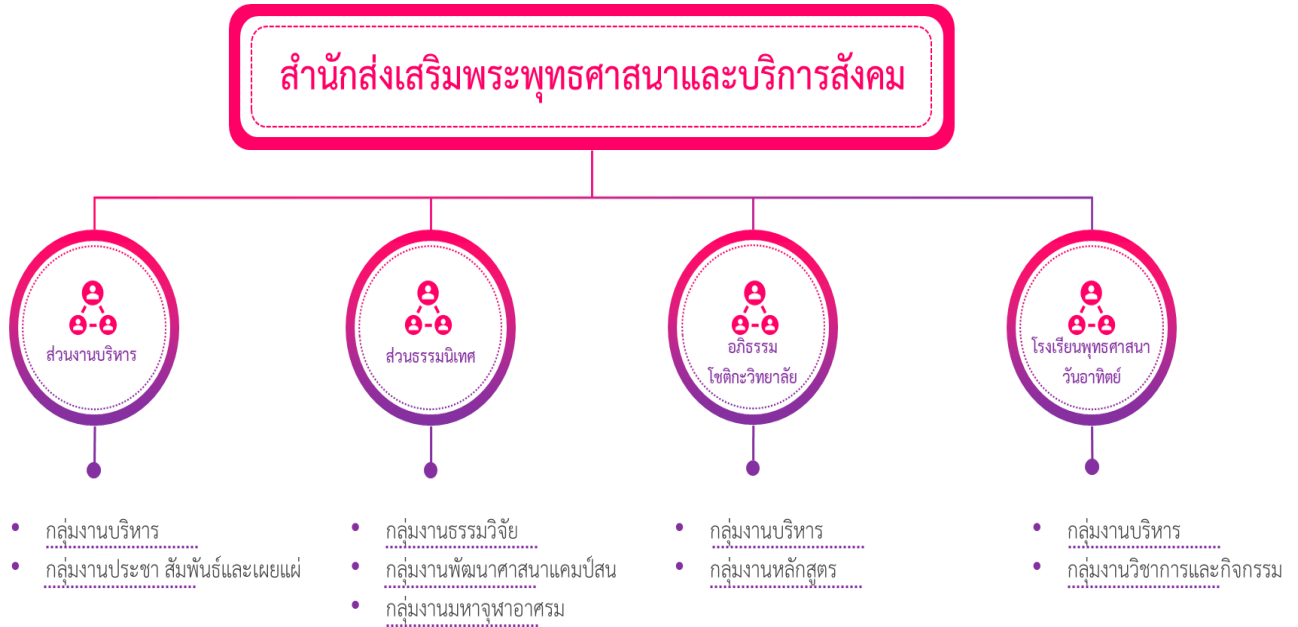 สำนักส่งเสริมพระพุทธศาสนาและบริการสังคม
ส่วนงานบริหาร
ส่วนธรรมนิเทศ
อภิธรรม
โชติกะวิทยาลัย
โรงเรียนพุทธศาสนา
วันอาทิตย์
• กลุ่มงานบริหาร
• กลุ่มงานประชา สัมพันธ์และเผยแผ่
• กลุ่มงานธรรมวิจัย
• กลุ่มงานพัฒนาศาสนาแคมป์สน
• กลุ่มงานมหาจุฬาอาศรม
• กลุ่มงานบริหาร
• กลุ่มงานหลักสูตร
• กลุ่มงานบริหาร
• กลุ่มงานวิชาการและกิจกรรม